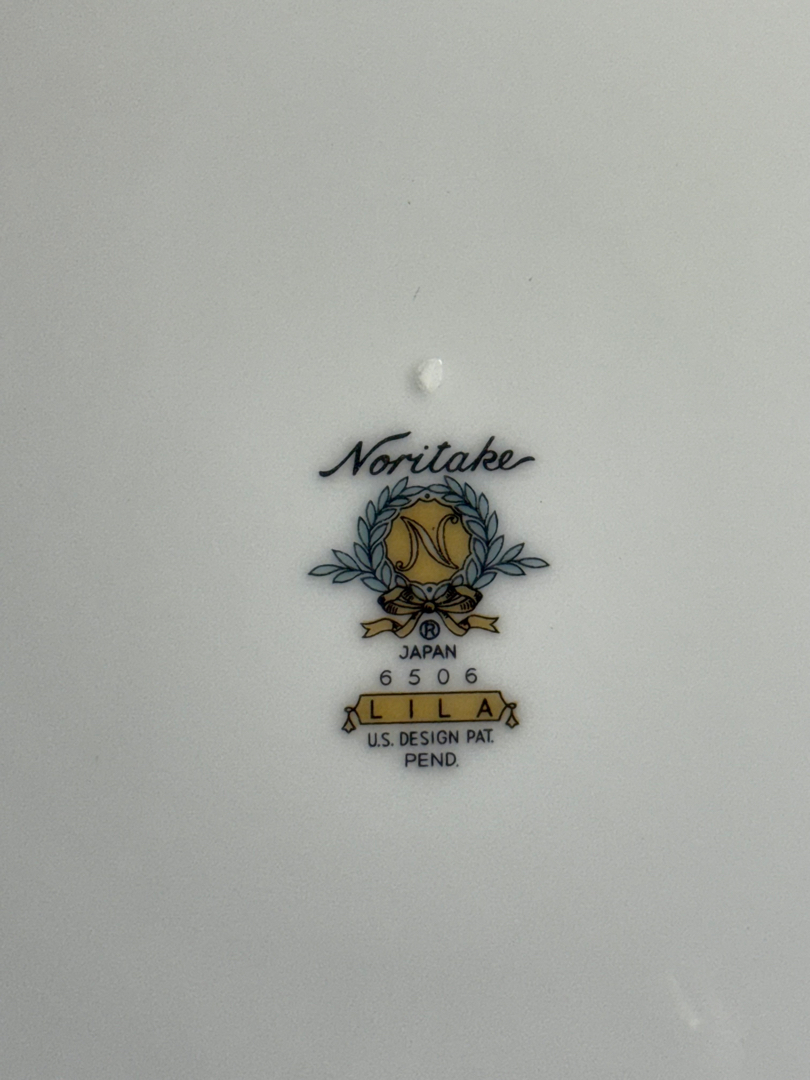 Noritake
N
®
JAPAN
6506
LILA
U.S. DESIGN PAT.
PEND.